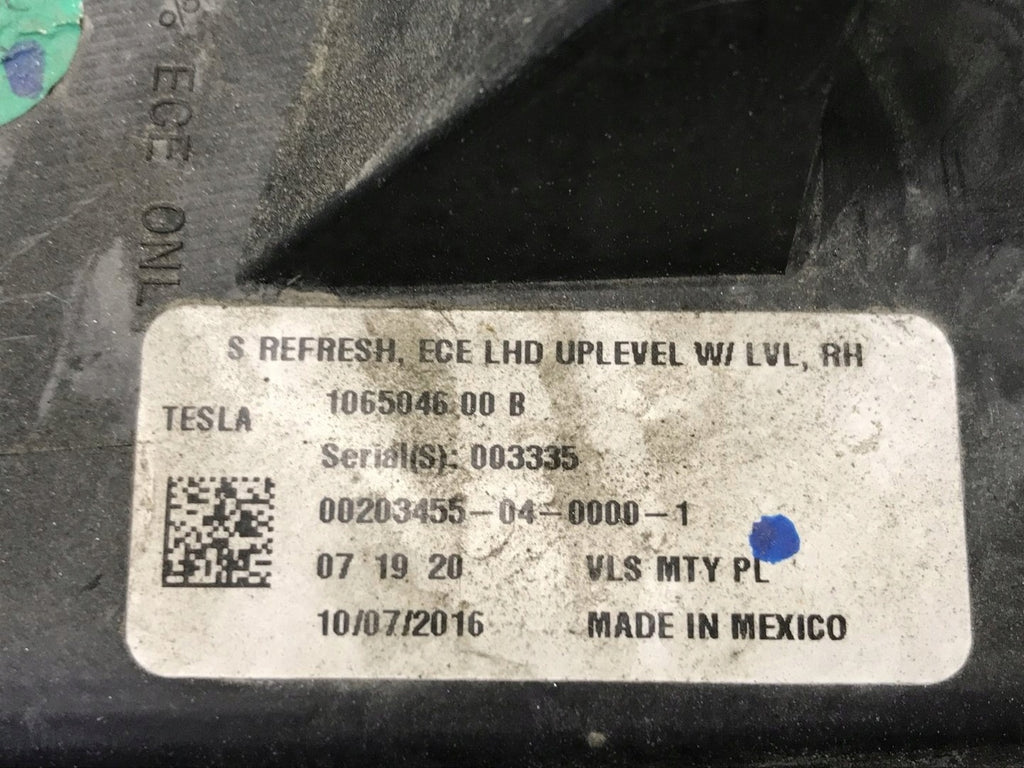 % ECE ONL
S REFRESH, ECE LHD UPLEVEL W/ LVL, RH
1065046 00 B
TESLA
Serial(S): 003335
00203455-04-0000-1
07 19 20 VLS MTY PL
10/07/2016 MADE IN MEXICO